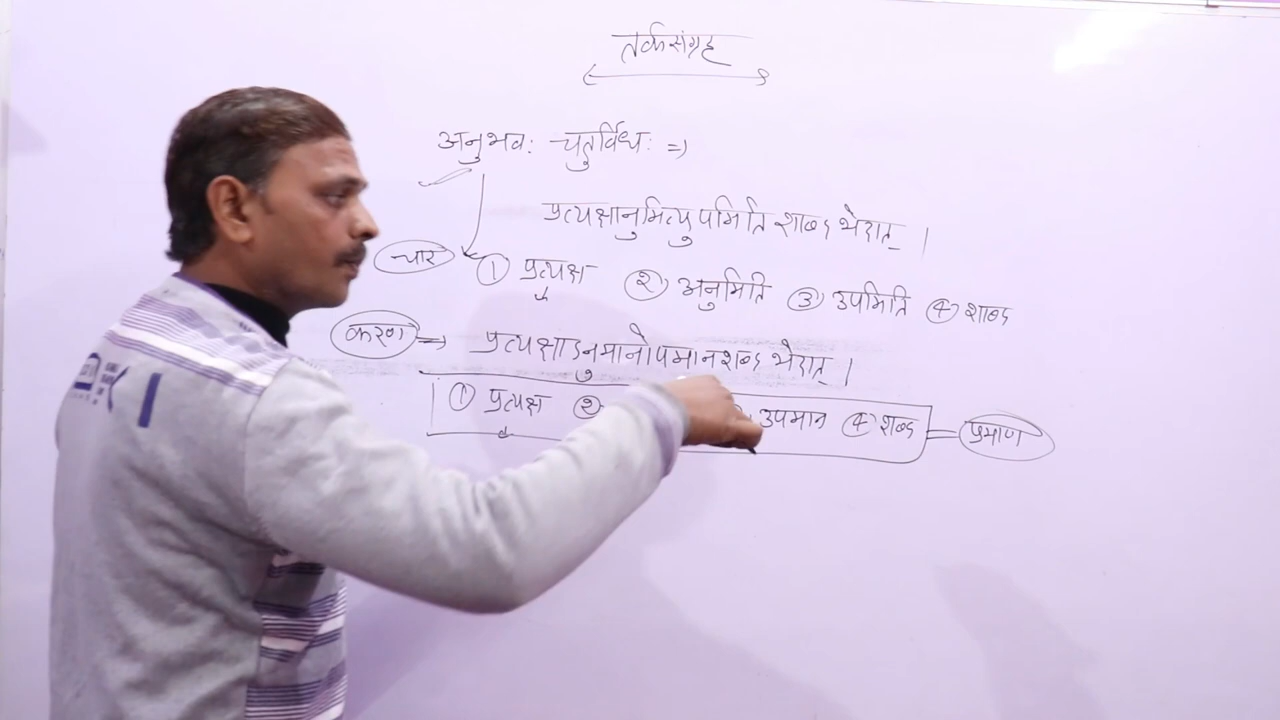 तर्कसंग्रह
अनुभवः चतुर्विधः =>
प्रत्यक्षानुमित्युपमितिशाब्दभेदात् ।
चार ① प्रत्यक्ष ② अनुमिति ③ उपमिति ④ शाब्द
करण => प्रत्यक्षाऽनुमानोपमानशब्दभेदात् ।
① प्रत्यक्ष ② उपमान ④ शब्द = प्रमाण